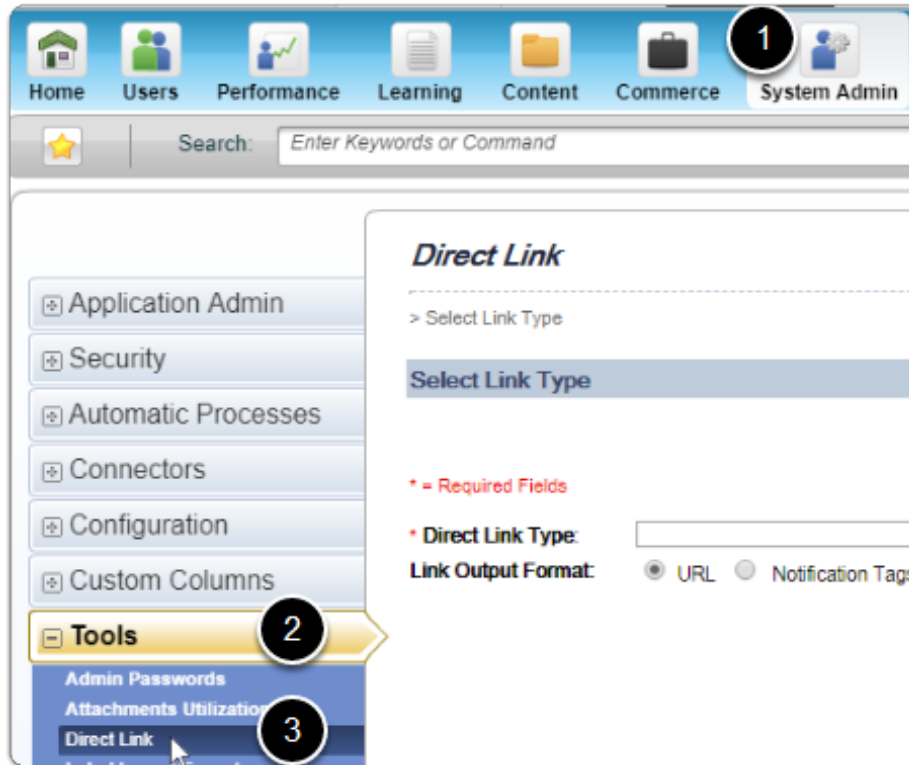 1
Home Users Performance Learning Content Commerce System Admin
Search: Enter Keywords or Command
Direct Link
> Select Link Type
Select Link Type
* = Required Fields
* Direct Link Type:
Link Output Format: URL Notification Tags
Application Admin
Security
Automatic Processes
Connectors
Configuration
Custom Columns
Tools 2
Admin Passwords
Attachments Utilization
Direct Link 3